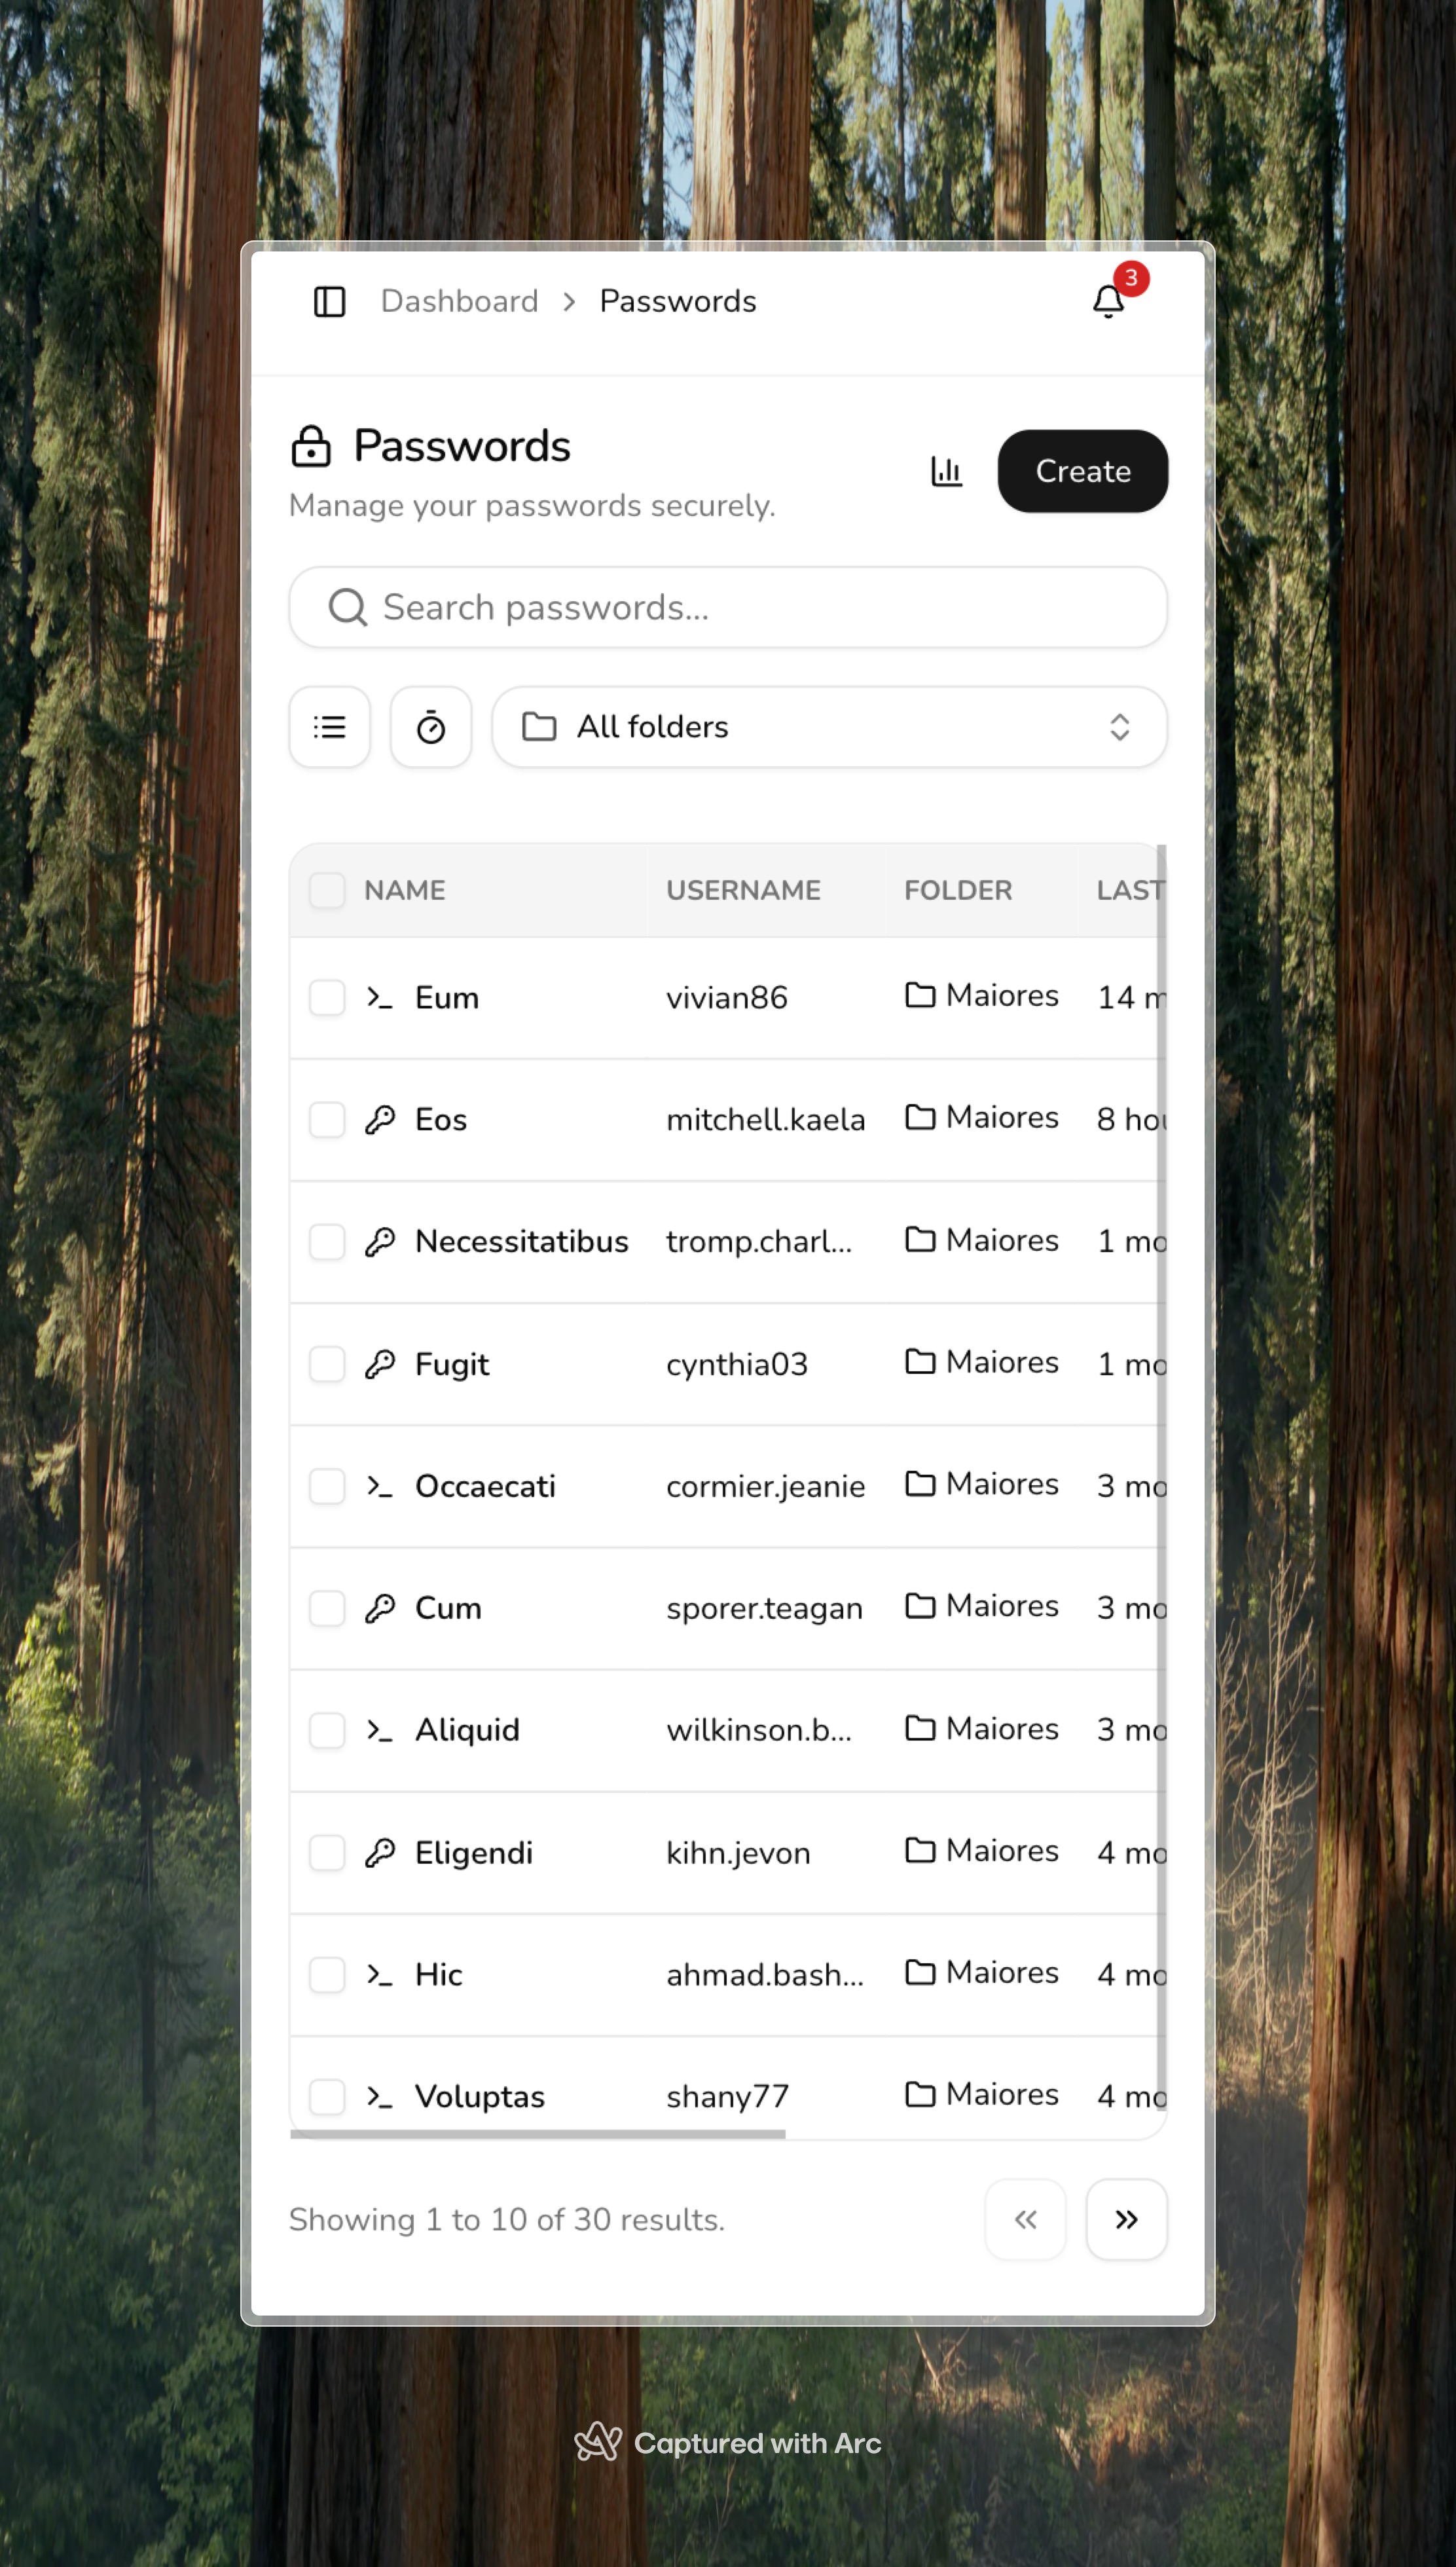 Dashboard > Passwords
3
Passwords
Manage your passwords securely.
Create
Search passwords...
All folders
NAME USERNAME FOLDER LAST
Eum vivian86 Maiores 14 m
Eos mitchell.kaela Maiores 8 hou
Necessitatibus tromp.charl... Maiores 1 mo
Fugit cynthia03 Maiores 1 mo
Occaecati cormier.jeanie Maiores 3 mo
Cum sporer.teagan Maiores 3 mo
Aliquid wilkinson.b... Maiores 3 mo
Eligendi kihn.jevon Maiores 4 mo
Hic ahmad.bash... Maiores 4 mo
Voluptas shany77 Maiores 4 mo
Showing 1 to 10 of 30 results.
Captured with Arc